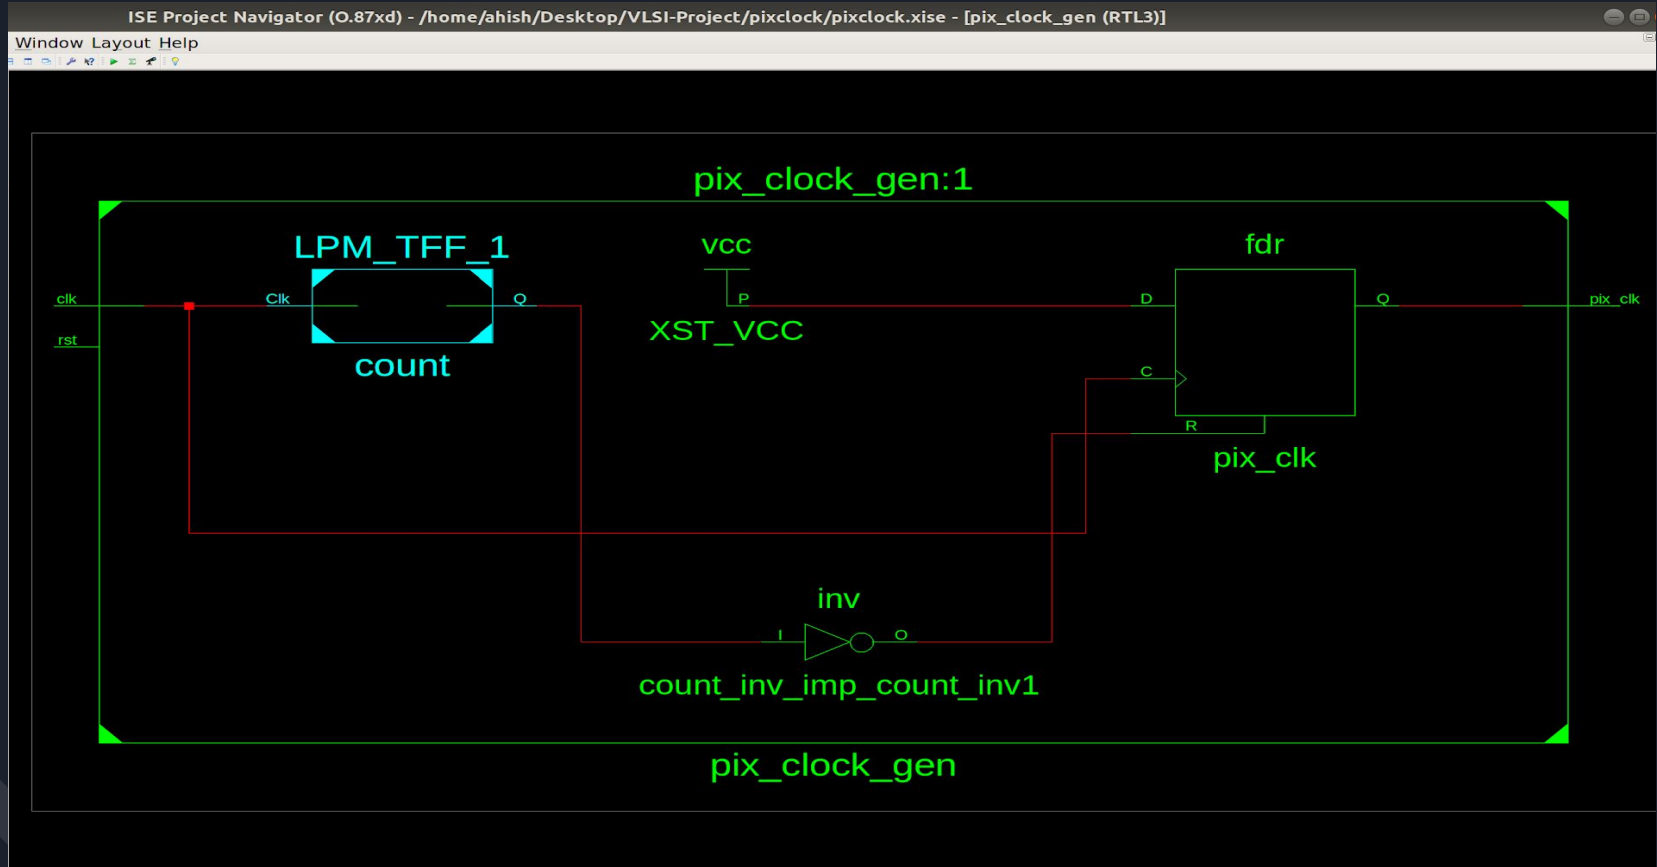 ISE Project Navigator (O.87xd) - /home/ahish/Desktop/VLSI-Project/pixclock/pixclock.xise - [pix_clock_gen (RTL3)]
Window Layout Help
pix_clock_gen:1
LPM_TFF_1
vcc
fdr
clk
Clk
Q
P
D
Q
pix_clk
XST_VCC
rst
count
C
R
pix_clk
inv
I
O
count_inv_imp_count_inv1
pix_clock_gen